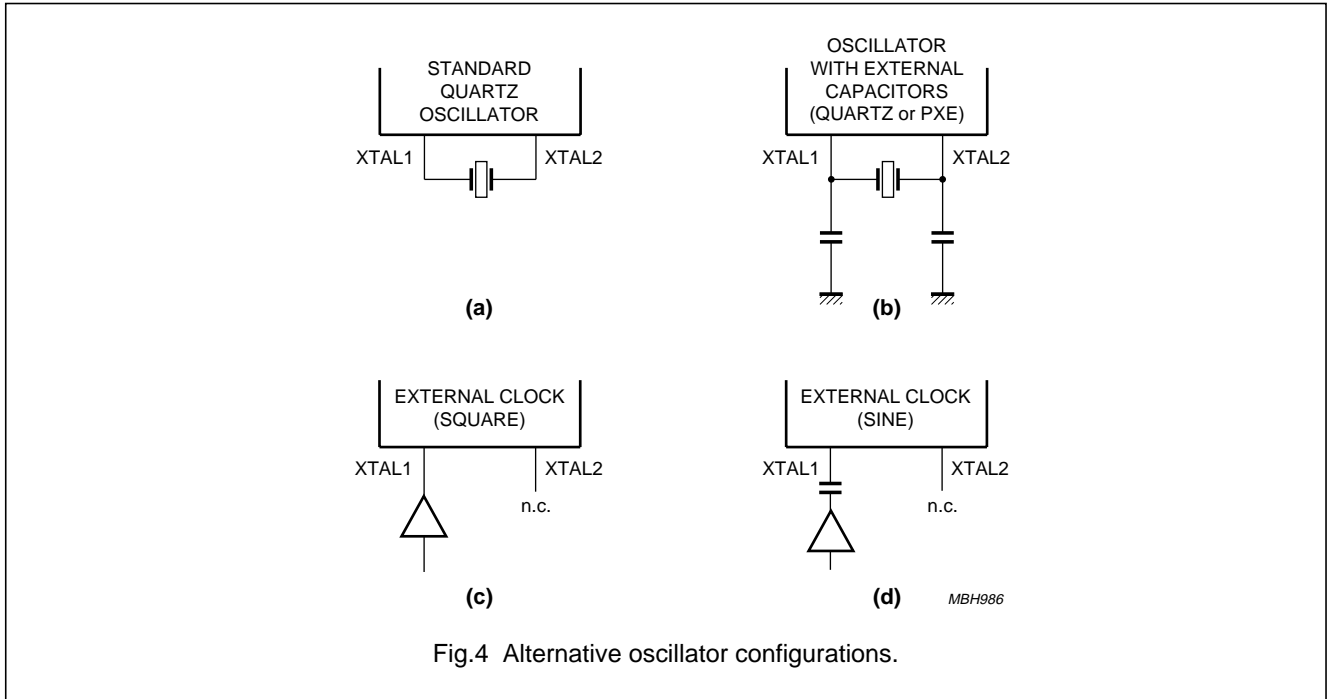 STANDARD
QUARTZ
OSCILLATOR
XTAL1
XTAL2
(a)
OSCILLATOR
WITH EXTERNAL
CAPACITORS
(QUARTZ or PXE)
XTAL1
XTAL2
(b)
EXTERNAL CLOCK
(SQUARE)
XTAL1
XTAL2
n.c.
(c)
EXTERNAL CLOCK
(SINE)
XTAL1
XTAL2
n.c.
(d)
MBH986
Fig.4 Alternative oscillator configurations.